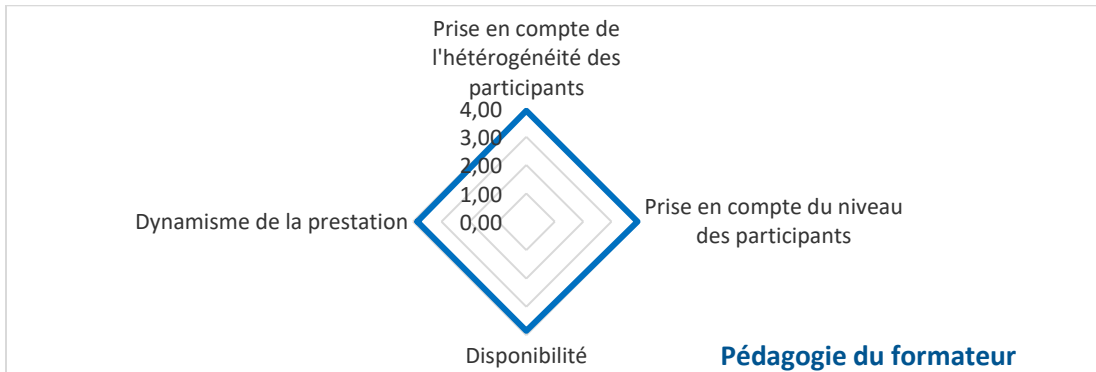 Prise en compte de
l'hétérogénéité des
participants
4,00
3,00
2,00
1,00
0,00
Dynamisme de la prestation
Prise en compte du niveau
des participants
Disponibilité
Pédagogie du formateur